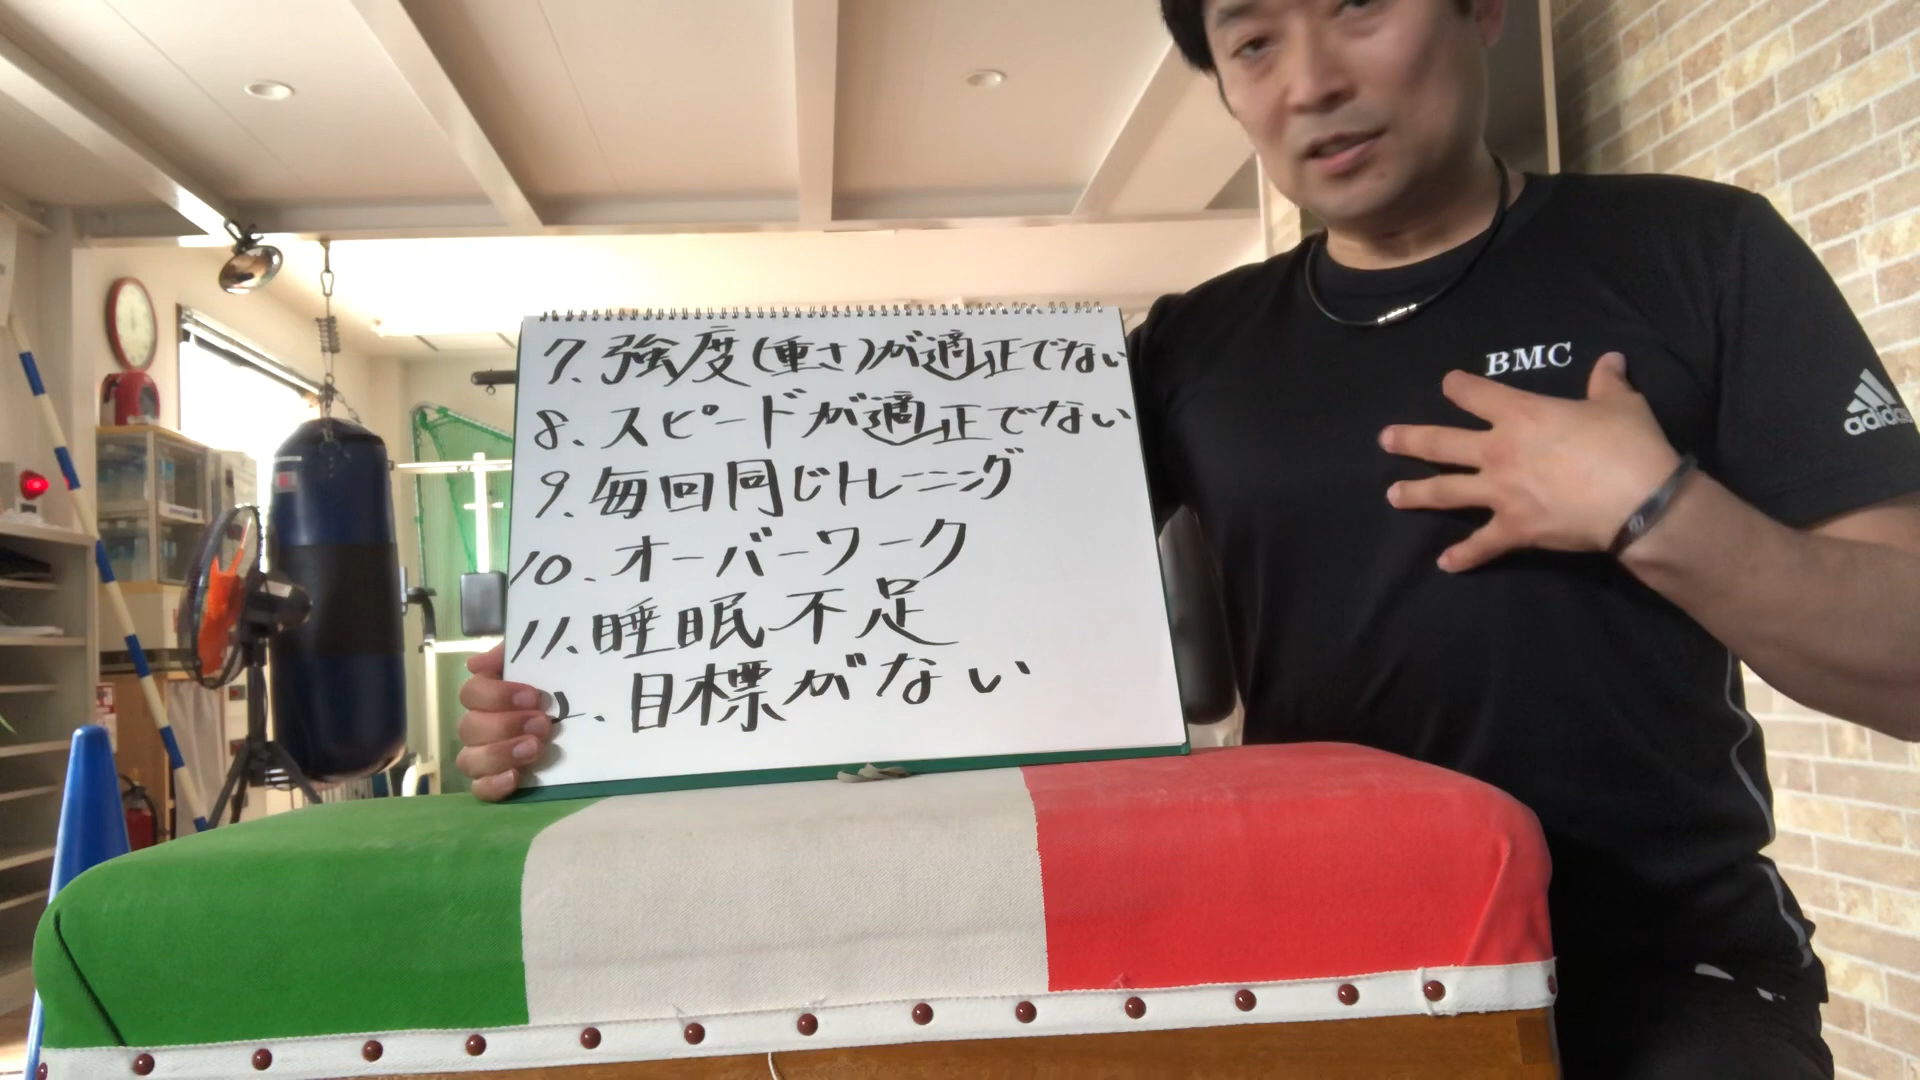 7. 強度(重さ)が適正でない
8. スピードが適正でない
9. 毎回同じトレーニング
10. オーバーワーク
11. 睡眠不足
2. 目標がない
BMC
adidas